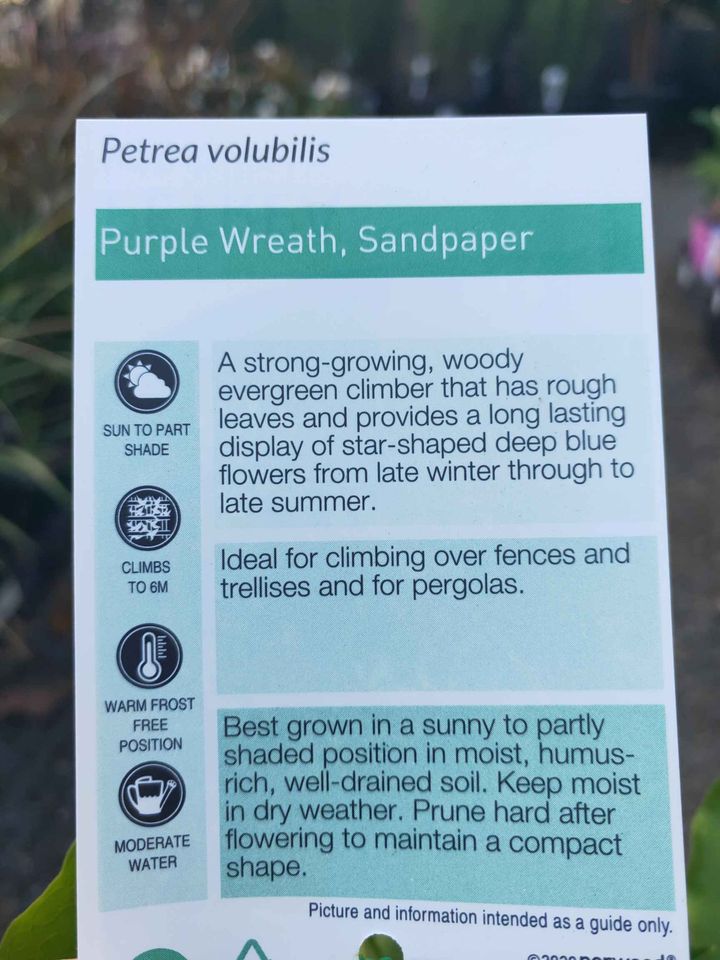 Petrea volubilis
Purple Wreath, Sandpaper
SUN TO PART
SHADE
CLIMBS
TO 6M
WARM FROST
FREE
POSITION
MODERATE
WATER
A strong-growing, woody
evergreen climber that has rough
leaves and provides a long lasting
display of star-shaped deep blue
flowers from late winter through to
late summer.
Ideal for climbing over fences and
trellises and for pergolas.
Best grown in a sunny to partly
shaded position in moist, humus-
rich, well-drained soil. Keep moist
in dry weather. Prune hard after
flowering to maintain a compact
shape.
Picture and information intended as a guide only.